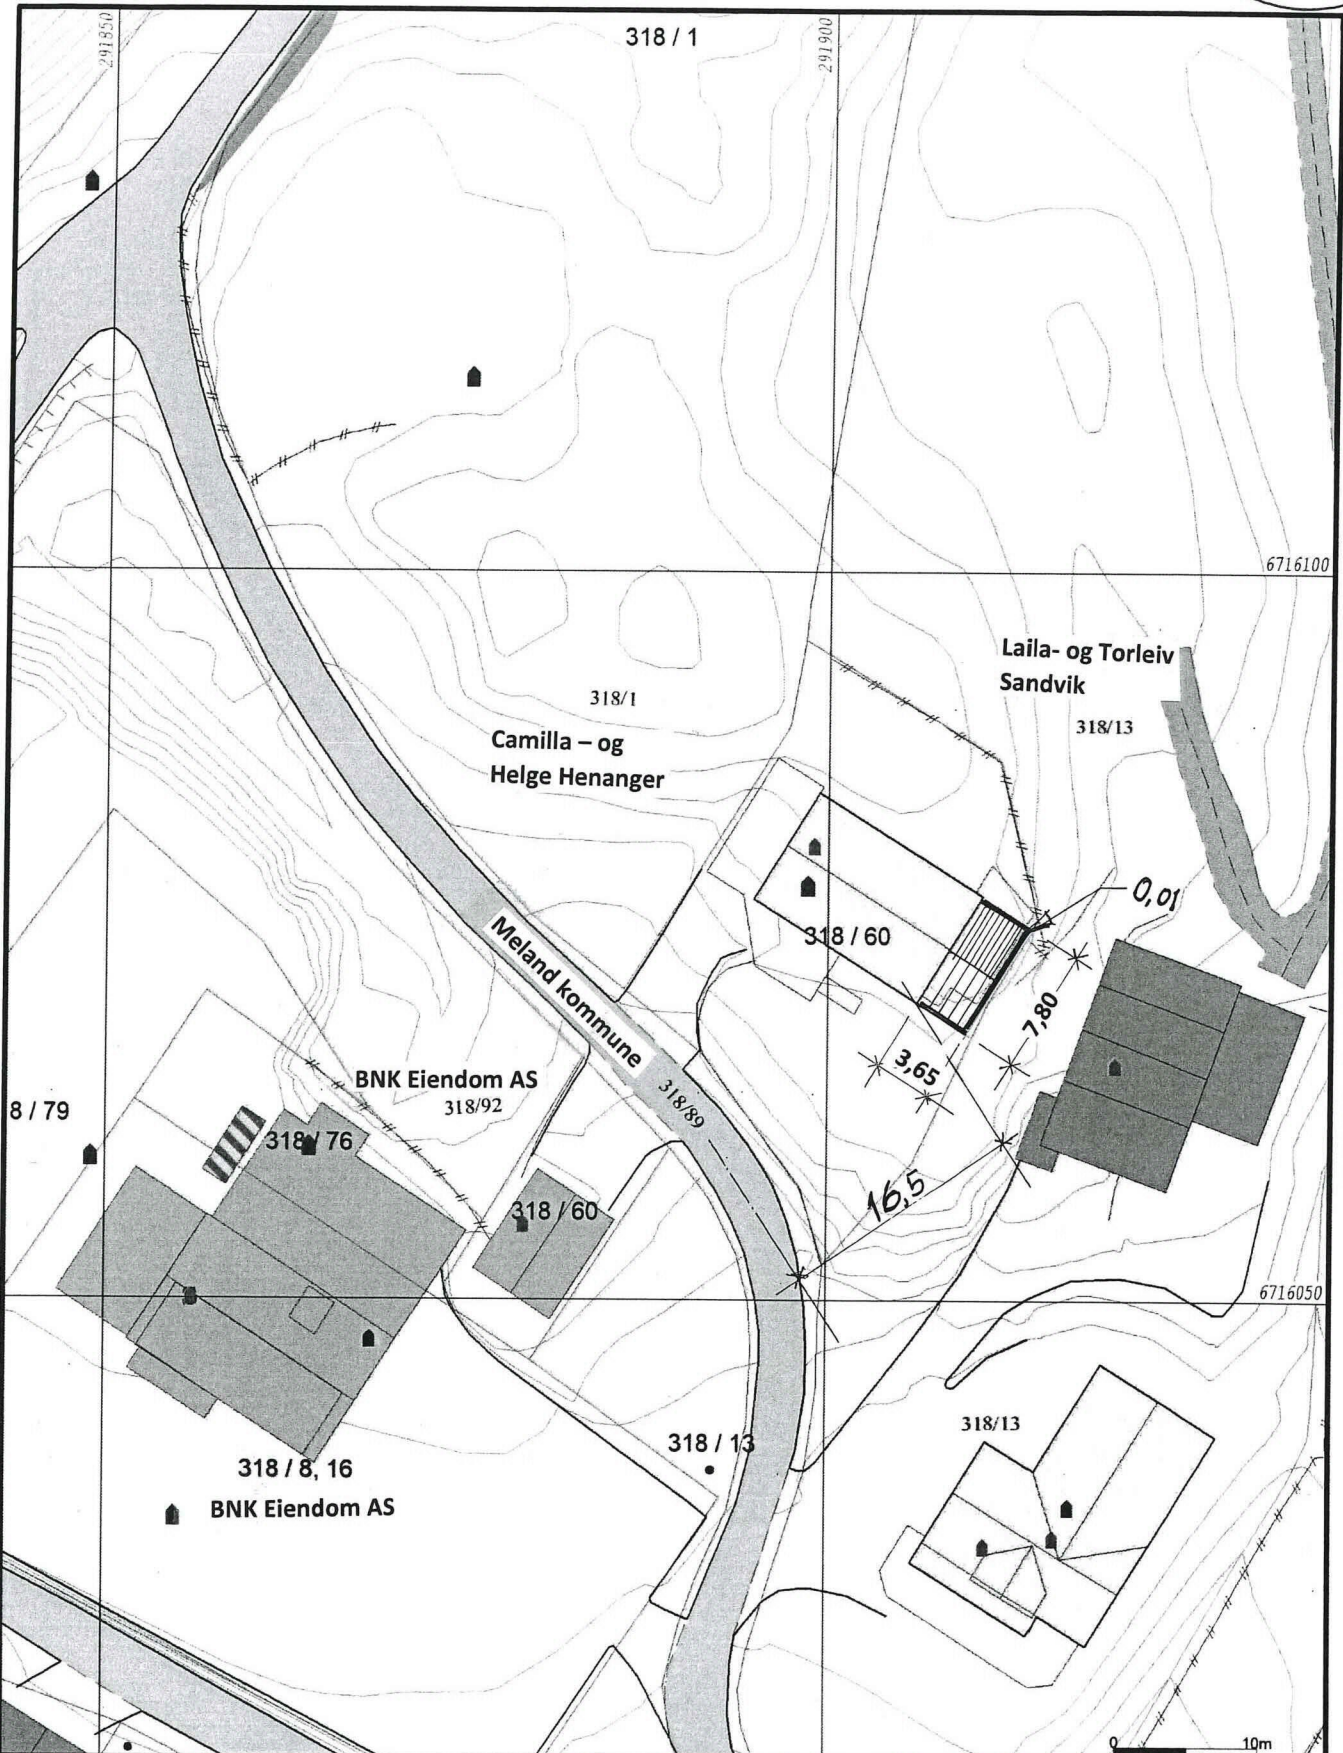 291850
318 / 1
291900
6716100
Laila- og Torleiv
Sandvik
318/13
318/1
Camilla – og
Helge Henanger
0,01
318 / 60
Meland kommune
7,80
3,65
BNK Eiendom AS
318/92
318/89
8 / 79
318 / 76
318 / 60
16,5
6716050
318 / 13
318/13
318 / 8, 16
BNK Eiendom AS
0 10m